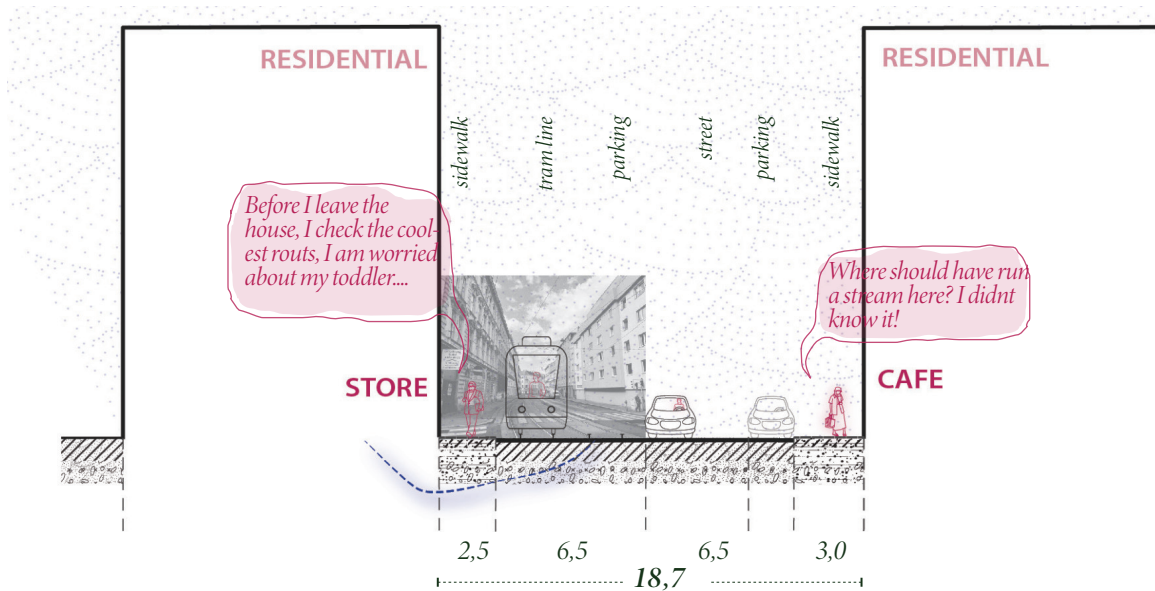 RESIDENTIAL
RESIDENTIAL
sidewalk
tram line
parking
street
parking
sidewalk
Before I leave the
house, I check the cool-
est routs, I am worried
about my toddler....
Where should have run
a stream here? I didnt
know it!
STORE
CAFE
2,5
6,5
6,5
3,0
18,7